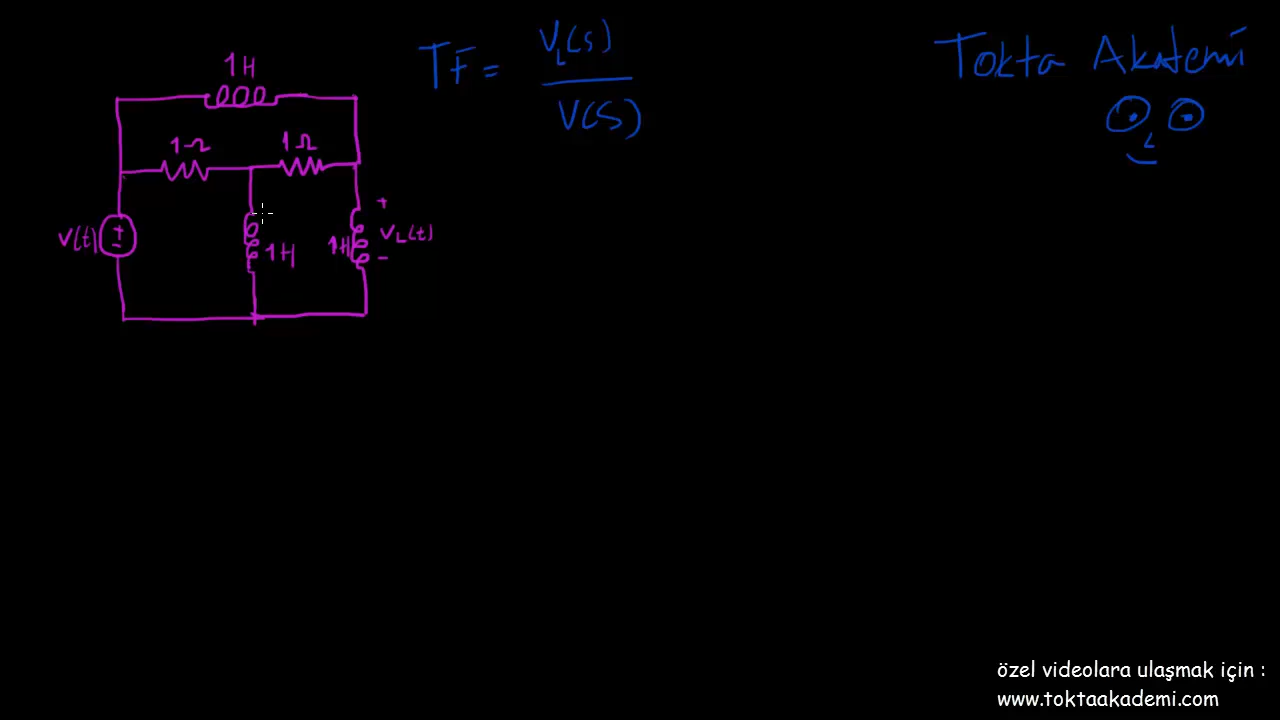 TF = VL(s)
V(s)
Tokta Akademi
1H
1Ω 1Ω
+
v(t) + - 1H 1H VL(t)
-
özel videolara ulaşmak için :
www.toktaakademi.com